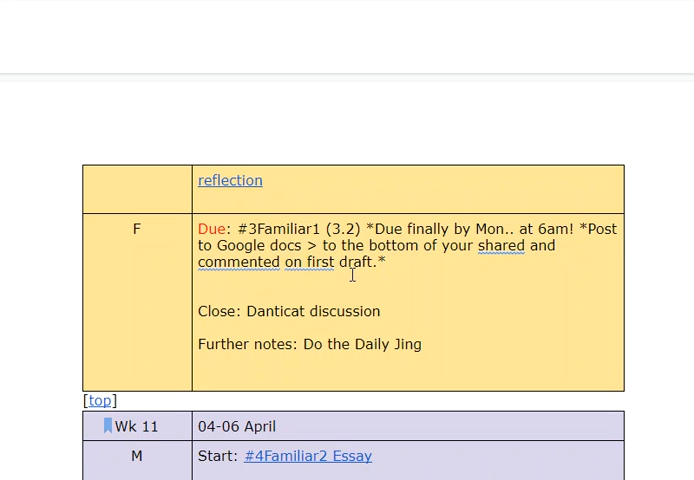 reflection
F
Due: #3Familiar1 (3.2) *Due finally by Mon.. at 6am! *Post
to Google docs > to the bottom of your shared and
commented on first draft.*
Close: Danticat discussion
Further notes: Do the Daily Jing
[top]
Wk 11 04-06 April
M Start: #4Familiar2 Essay